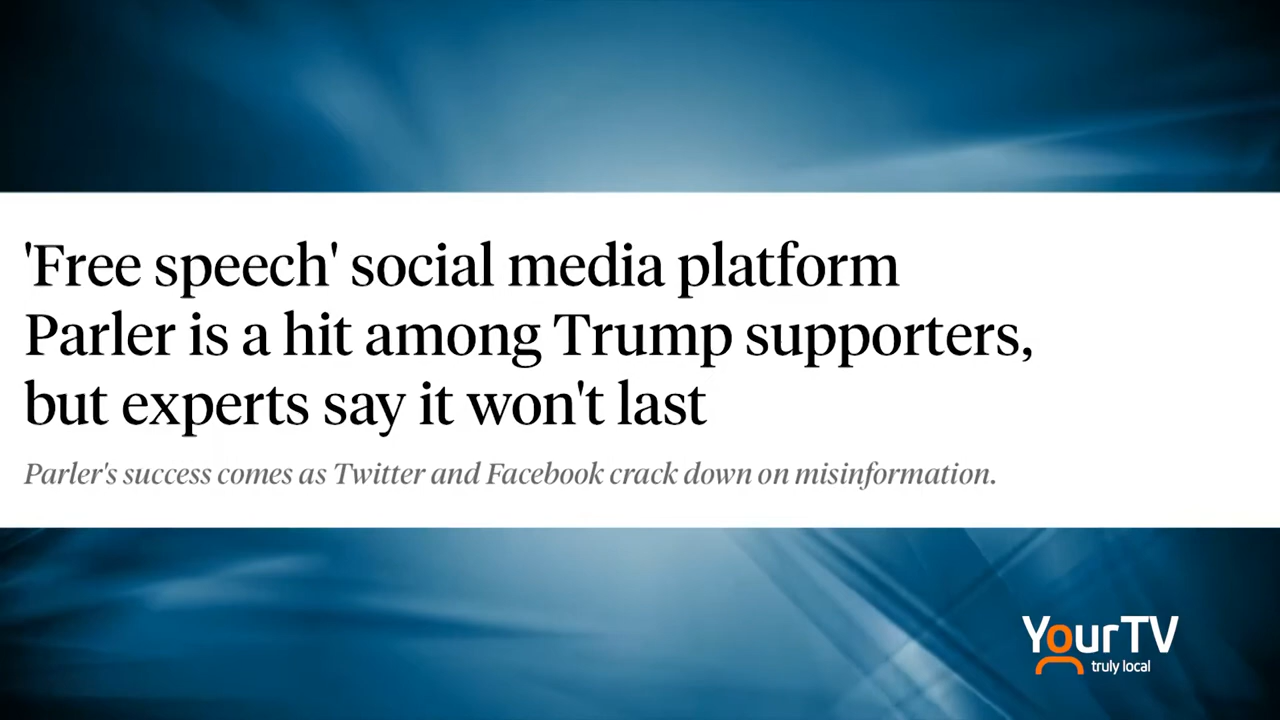 'Free speech' social media platform
Parler is a hit among Trump supporters,
but experts say it won't last
Parler's success comes as Twitter and Facebook crack down on misinformation.
YourTV
truly local